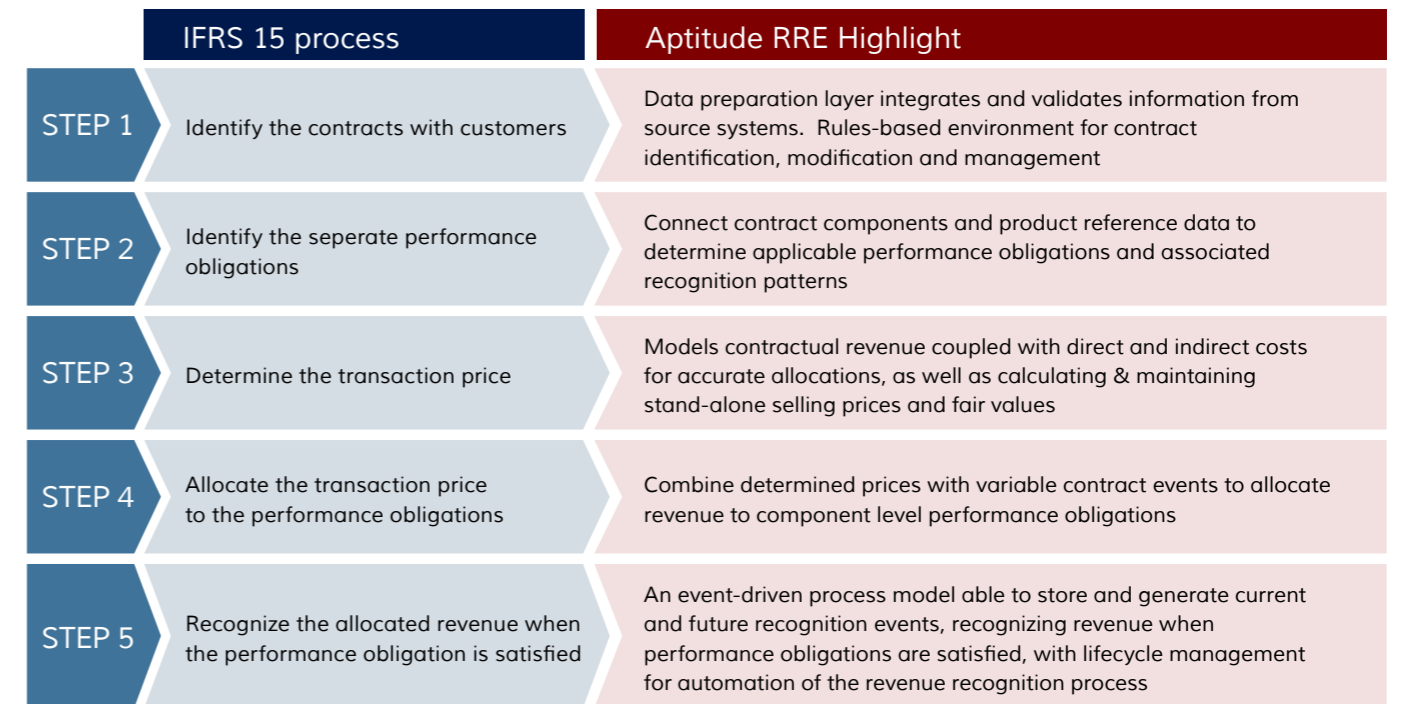 IFRS 15 process
Aptitude RRE Highlight
STEP 1
Identify the contracts with customers
Data preparation layer integrates and validates information from
source systems.  Rules-based environment for contract
identification, modification and management
STEP 2
Identify the seperate performance
obligations
Connect contract components and product reference data to
determine applicable performance obligations and associated
recognition patterns
STEP 3
Determine the transaction price
Models contractual revenue coupled with direct and indirect costs
for accurate allocations, as well as calculating & maintaining
stand-alone selling prices and fair values
STEP 4
Allocate the transaction price
to the performance obligations
Combine determined prices with variable contract events to allocate
revenue to component level performance obligations
STEP 5
Recognize the allocated revenue when
the performance obligation is satisfied
An event-driven process model able to store and generate current
and future recognition events, recognizing revenue when
performance obligations are satisfied, with lifecycle management
for automation of the revenue recognition process